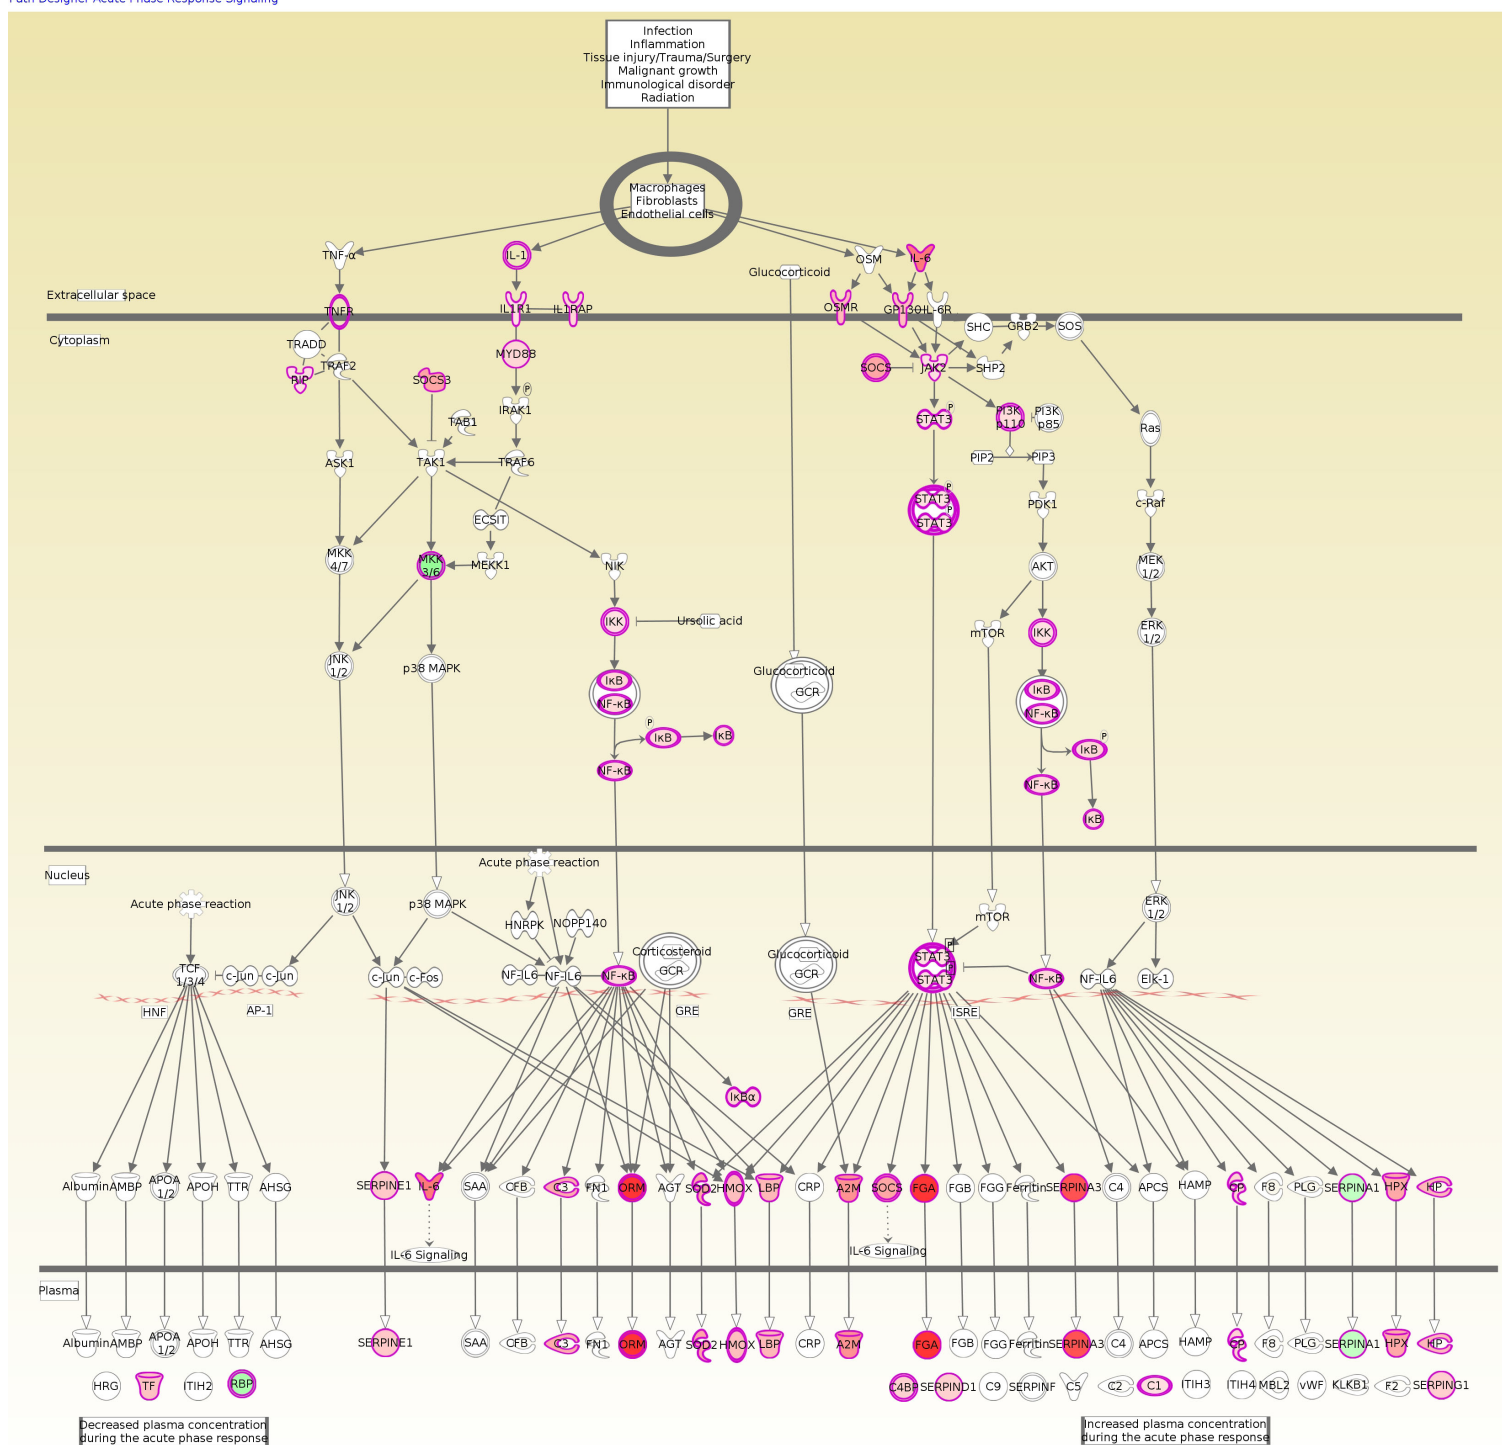 Path Designer Acute Phase Response Signaling
Infection
Inflammation
Tissue injury/Trauma/Surgery
Malignant growth
Immunological disorder
Radiation
Macrophages
Fibroblasts
Endothelial cells
TNF-α
IL-1
OSM
IL-6
Glucocorticoid
Extracellular space
TNFR
IL1R1
IL1RAP
OSMR
GP130
IL-6R
Cytoplasm
TRADD
SHC
GRB2
SOS
RIP
TRAF2
SOCS3
MYD88
SOCS
JAK2
SHP2
P
IRAK1
TAB1
P
STAT3
PI3K
p110
PI3K
p85
Ras
ASK1
TAK1
TRAF6
PIP2
PIP3
ECSIT
P
STAT3
P
STAT3
PDK1
c-Raf
MKK
4/7
MKK
3/6
MEKK1
NIK
AKT
MEK
1/2
IKK
Ursolic acid
mTOR
IKK
ERK
1/2
JNK
1/2
p38 MAPK
IκB
NF-κB
Glucocorticoid
GCR
IκB
NF-κB
P
IκB
IκB
NF-κB
P
IκB
NF-κB
IκB
Nucleus
Acute phase reaction
Acute phase reaction
JNK
1/2
p38 MAPK
HNRPK
NOPP140
mTOR
ERK
1/2
TCF
1/3/4
c-Jun
c-Jun
c-Jun
c-Fos
NF-IL6
NF-IL6
NF-κB
Corticosteroid
GCR
Glucocorticoid
GCR
P
STAT3
P
STAT3
NF-κB
NF-IL6
Elk-1
HNF
AP-1
GRE
GRE
ISRE
IκBα
Albumin
AMBP
APOA
1/2
APOH
TTR
AHSG
SERPINE1
IL-6
SAA
CFB
C3
FN1
ORM
AGT
SOD2
HMOX
LBP
CRP
A2M
SOCS
FGA
FGB
FGG
Ferritin
SERPINA3
C4
APCS
HAMP
CP
F8
PLG
SERPINA1
HPX
HP
IL-6 Signaling
IL-6 Signaling
Plasma
Albumin
AMBP
APOA
1/2
APOH
TTR
AHSG
SERPINE1
SAA
CFB
C3
FN1
ORM
AGT
SOD2
HMOX
LBP
CRP
A2M
FGA
FGB
FGG
Ferritin
SERPINA3
C4
APCS
HAMP
CP
F8
PLG
SERPINA1
HPX
HP
HRG
TF
ITIH2
RBP
C4BP
SERPIND1
C9
SERPINF
C5
C2
C1
ITIH3
ITIH4
MBL2
vWF
KLKB1
F2
SERPING1
Decreased plasma concentration
during the acute phase response
Increased plasma concentration
during the acute phase response